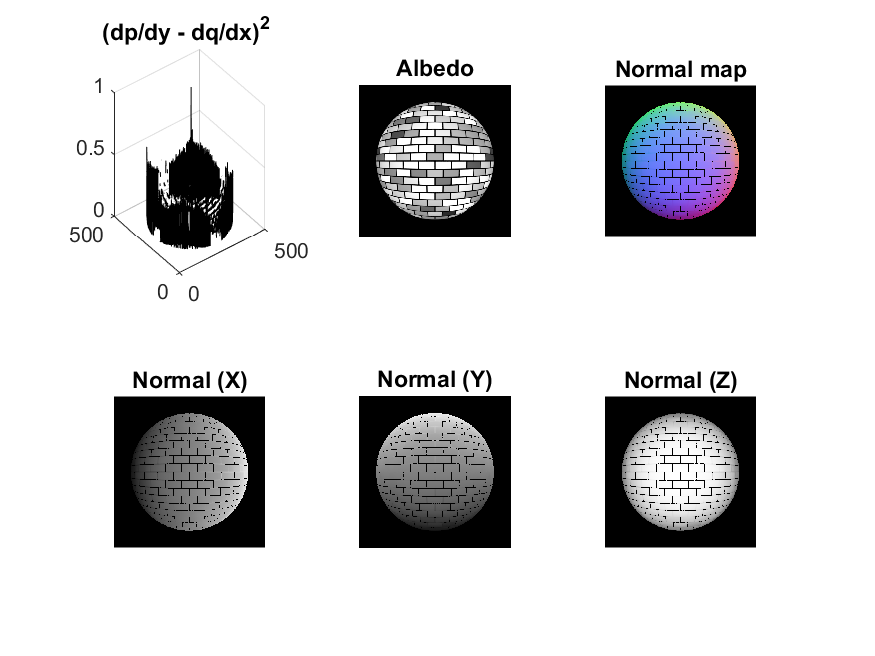 (dp/dy - dq/dx)²
1
0.5
0
500
0
0
500
Albedo
Normal map
Normal (X)
Normal (Y)
Normal (Z)